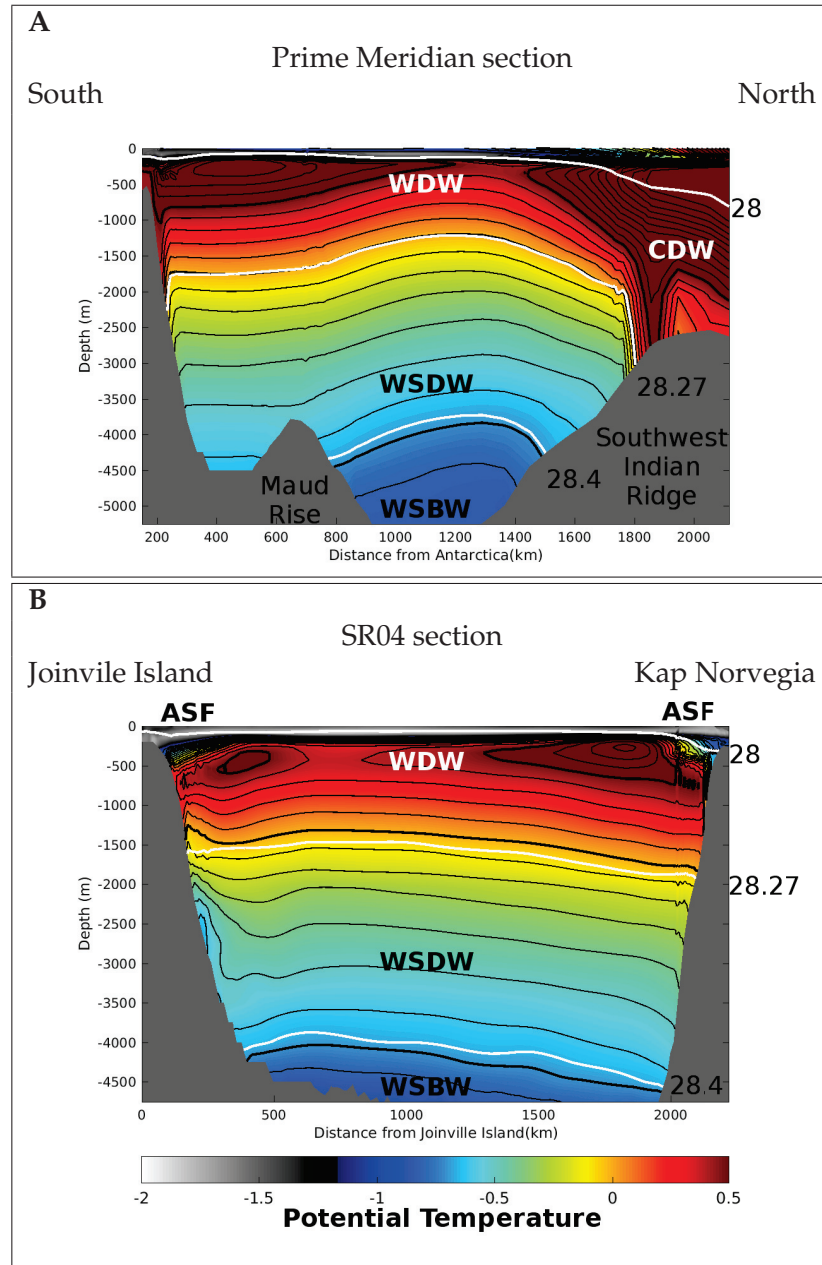 A
Prime Meridian section
South North
0
-500
-1000
-1500
-2000
-2500
-3000
-3500
-4000
-4500
-5000
Depth (m)
WDW
28
CDW
WSDW
28.27
Southwest
Indian
Ridge
28.4
Maud
Rise
WSBW
200 400 600 800 1000 1200 1400 1600 1800 2000
Distance from Antarctica(km)
B
SR04 section
Joinvile Island Kap Norvegia
ASF ASF
0
-500
-1000
-1500
-2000
-2500
-3000
-3500
-4000
-4500
Depth (m)
WDW
28
28.27
WSDW
WSBW
28.4
0 500 1000 1500 2000
Distance from Joinville Island(km)
-2 -1.5 -1 -0.5 0 0.5
Potential Temperature